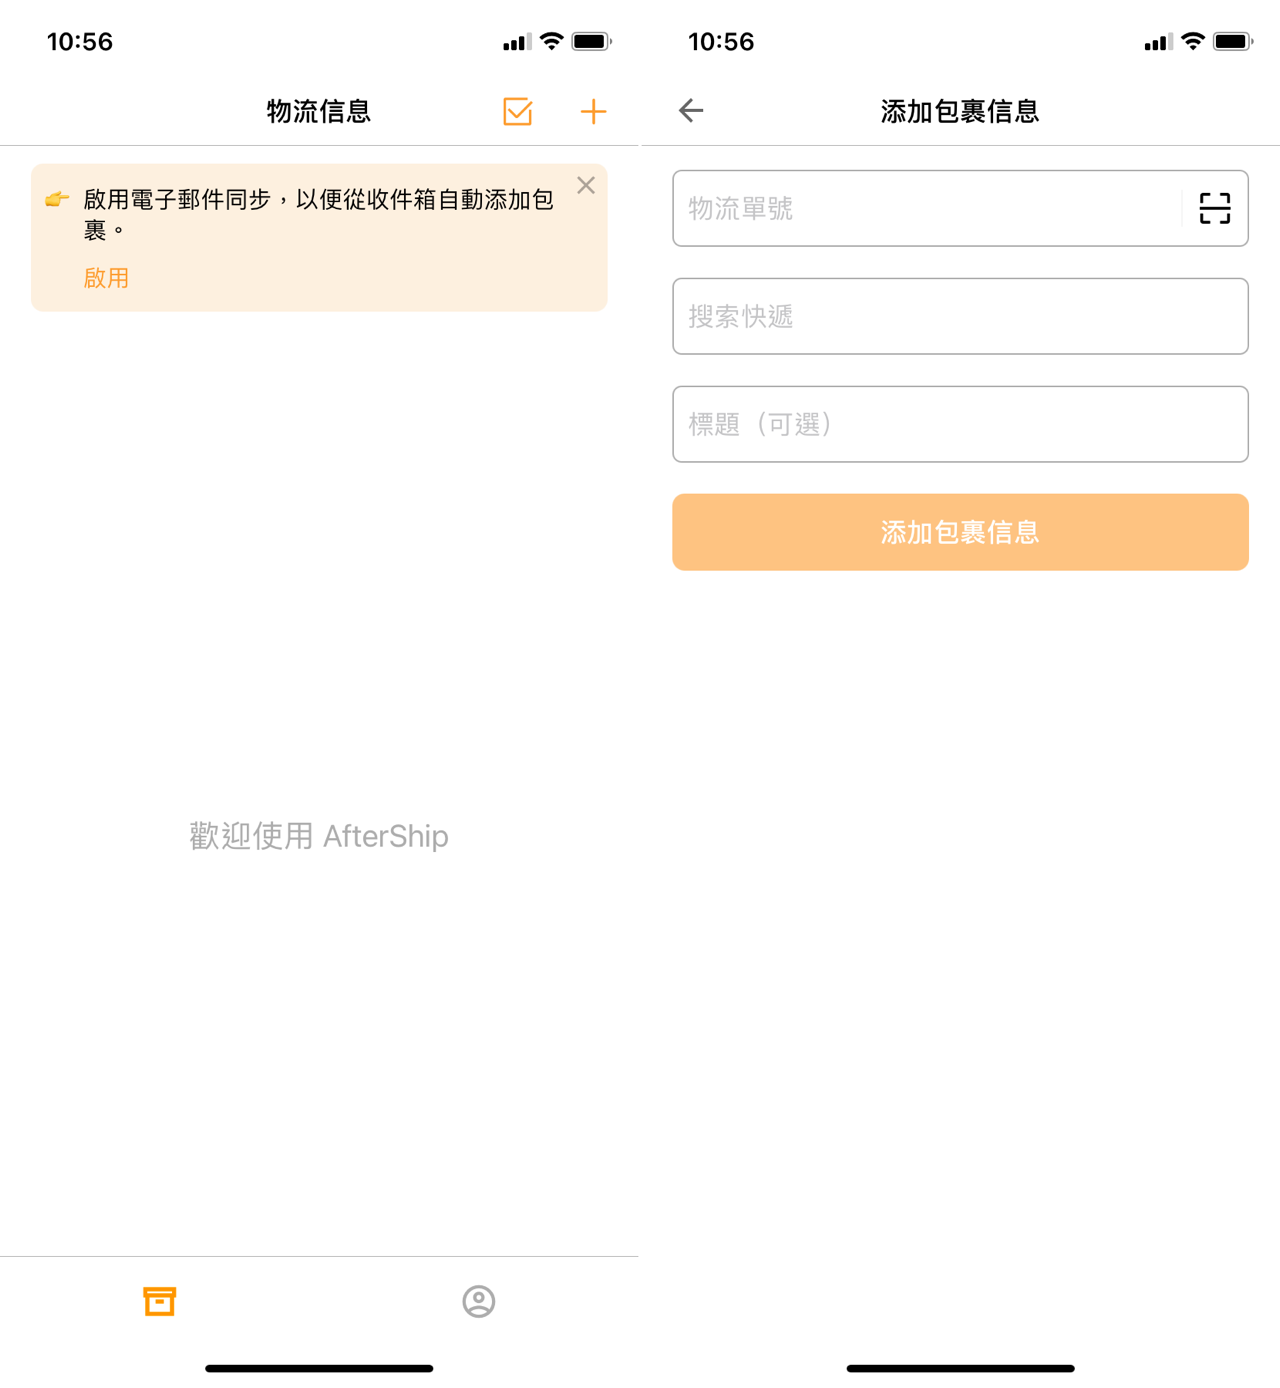 10:56
物流信息
啟用電子郵件同步，以便從收件箱自動添加包
裹。
啟用
歡迎使用 AfterShip
10:56
添加包裹信息
物流單號
搜索快遞
標題（可選）
添加包裹信息